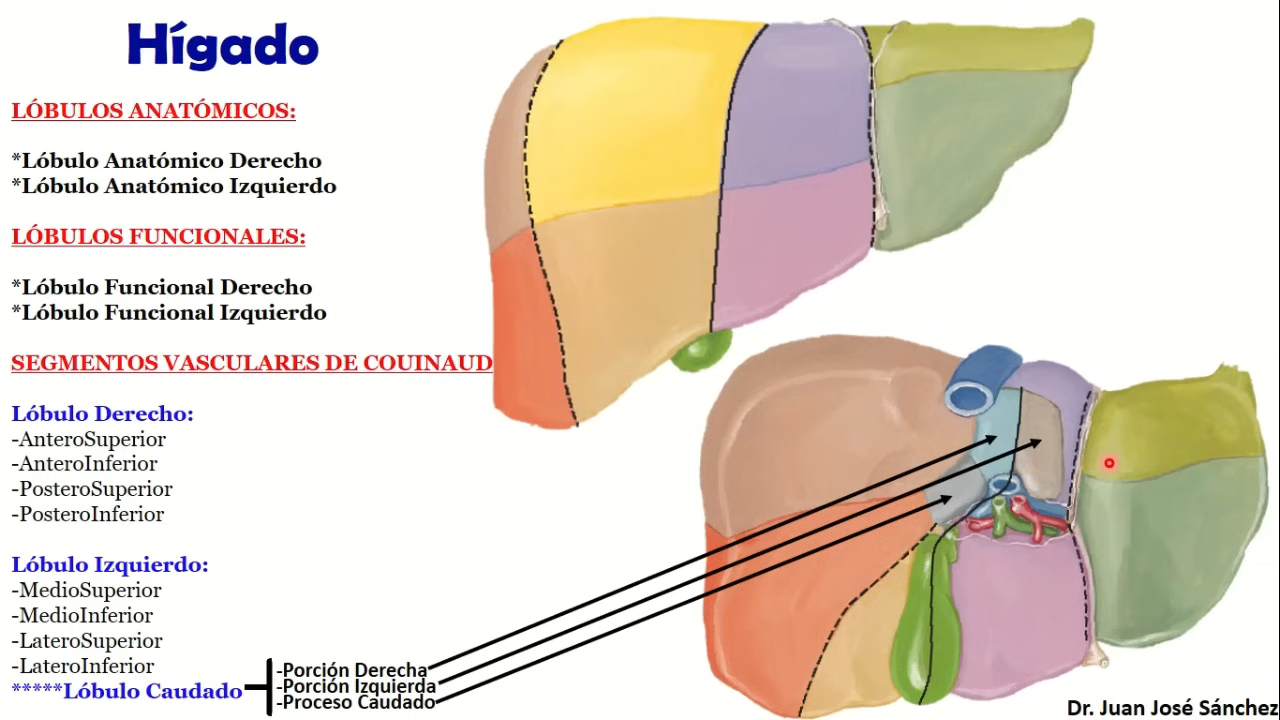 Hígado
LÓBULOS ANATÓMICOS:
*Lóbulo Anatómico Derecho
*Lóbulo Anatómico Izquierdo
LÓBULOS FUNCIONALES:
*Lóbulo Funcional Derecho
*Lóbulo Funcional Izquierdo
SEGMENTOS VASCULARES DE COUINAUD
Lóbulo Derecho:
-AnteroSuperior
-AnteroInferior
-PosteroSuperior
-PosteroInferior
Lóbulo Izquierdo:
-MedioSuperior
-MedioInferior
-LateroSuperior
-LateroInferior
*****Lóbulo Caudado
-Porción Derecha
-Porción Izquierda
-Proceso Caudado
Dr. Juan José Sánchez